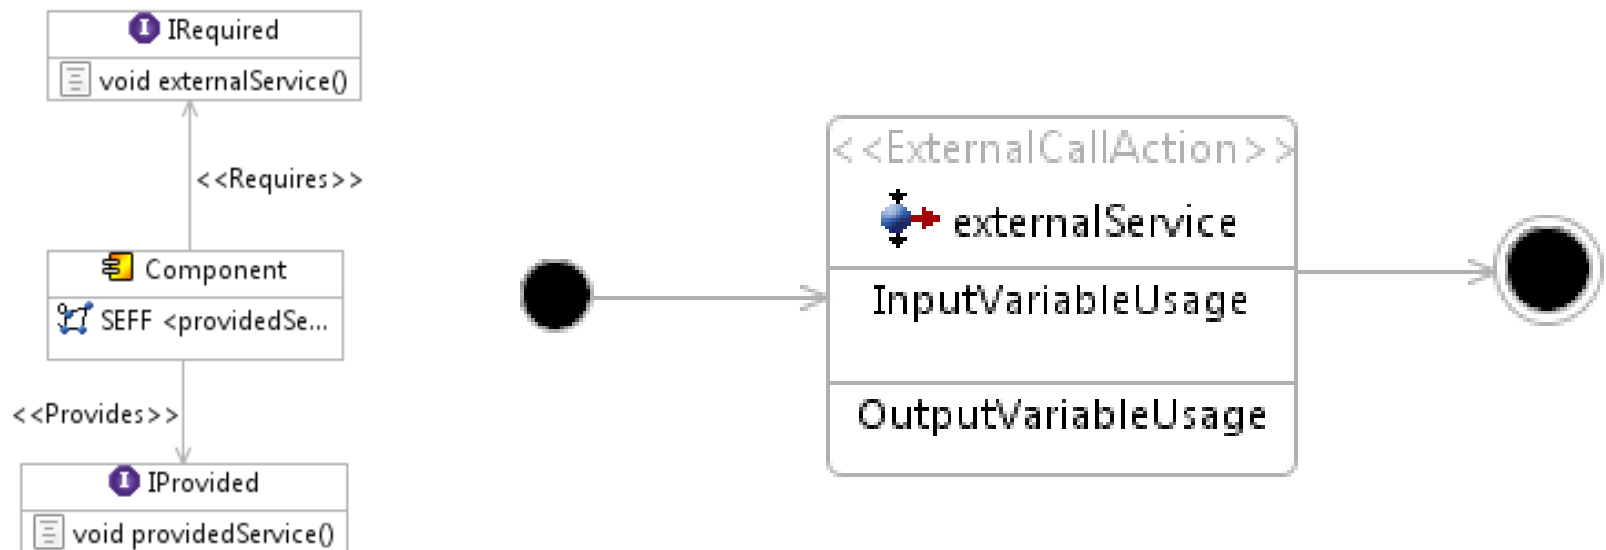 IRequired
void externalService()
<<Requires>>
Component
SEFF <providedSe...
<<Provides>>
IProvided
void providedService()
<<ExternalCallAction>>
externalService
InputVariableUsage
OutputVariableUsage